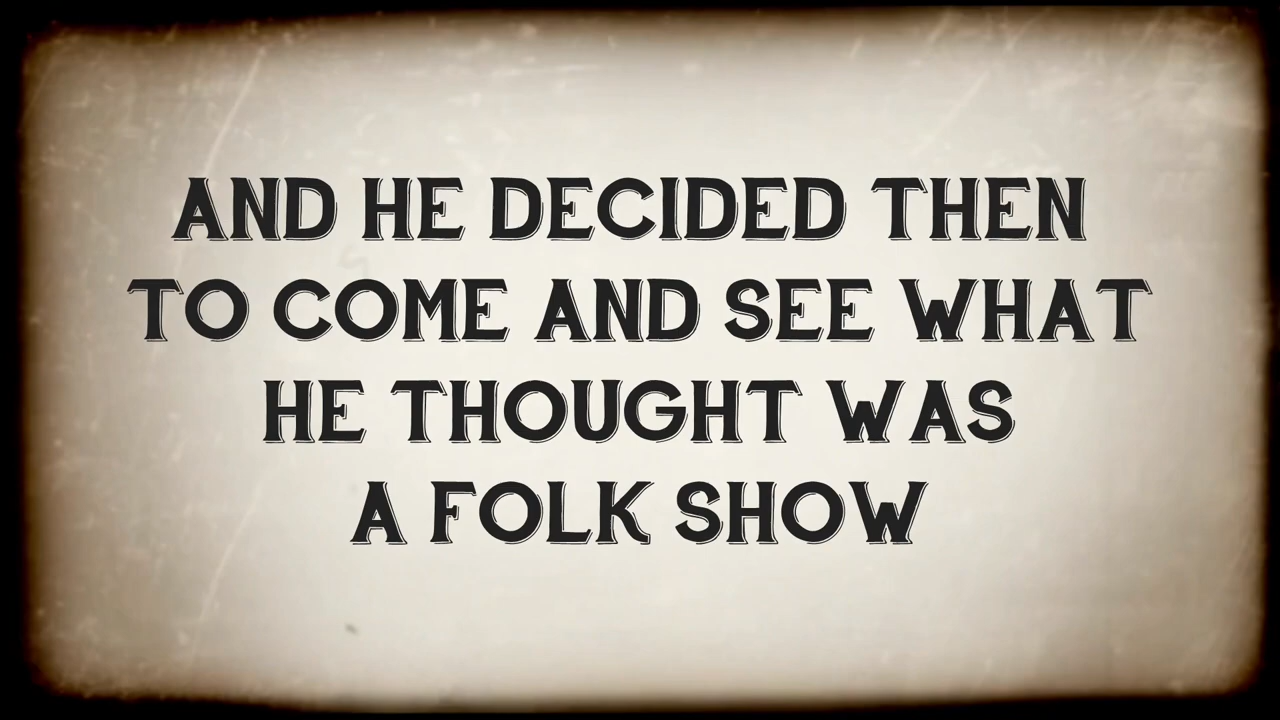 AND HE DECIDED THEN
TO COME AND SEE WHAT
HE THOUGHT WAS
A FOLK SHOW